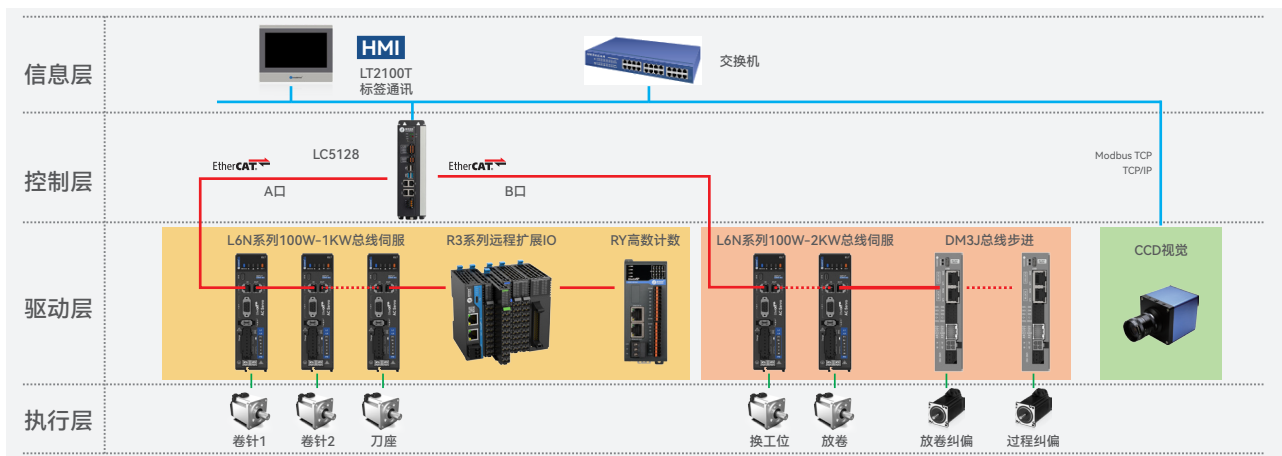 信息层
HMI
LT2100T
标签通讯
交换机
控制层
EtherCAT
LC5128
A口
EtherCAT
B口
Modbus TCP
TCP/IP
驱动层
L6N系列100W-1KW总线伺服
R3系列远程扩展IO
RY高数计数
L6N系列100W-2KW总线伺服
DM3J总线步进
CCD视觉
执行层
卷针1
卷针2
刀座
换工位
放卷
放卷纠偏
过程纠偏